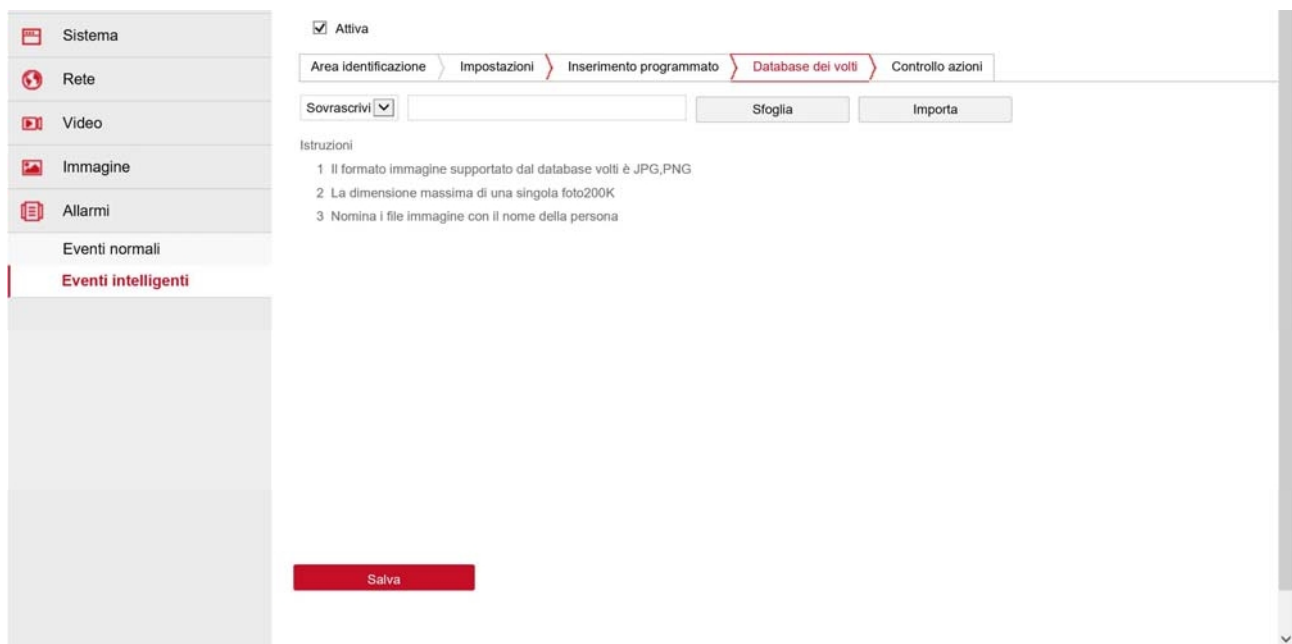 Sistema
Rete
Video
Immagine
Allarmi
Eventi normali
Eventi intelligenti
Attiva
Area identificazione Impostazioni Inserimento programmato Database dei volti Controllo azioni
Sovrascrivi Sfoglia Importa
Istruzioni
1 Il formato immagine supportato dal database volti è JPG,PNG
2 La dimensione massima di una singola foto200K
3 Nomina i file immagine con il nome della persona
Salva